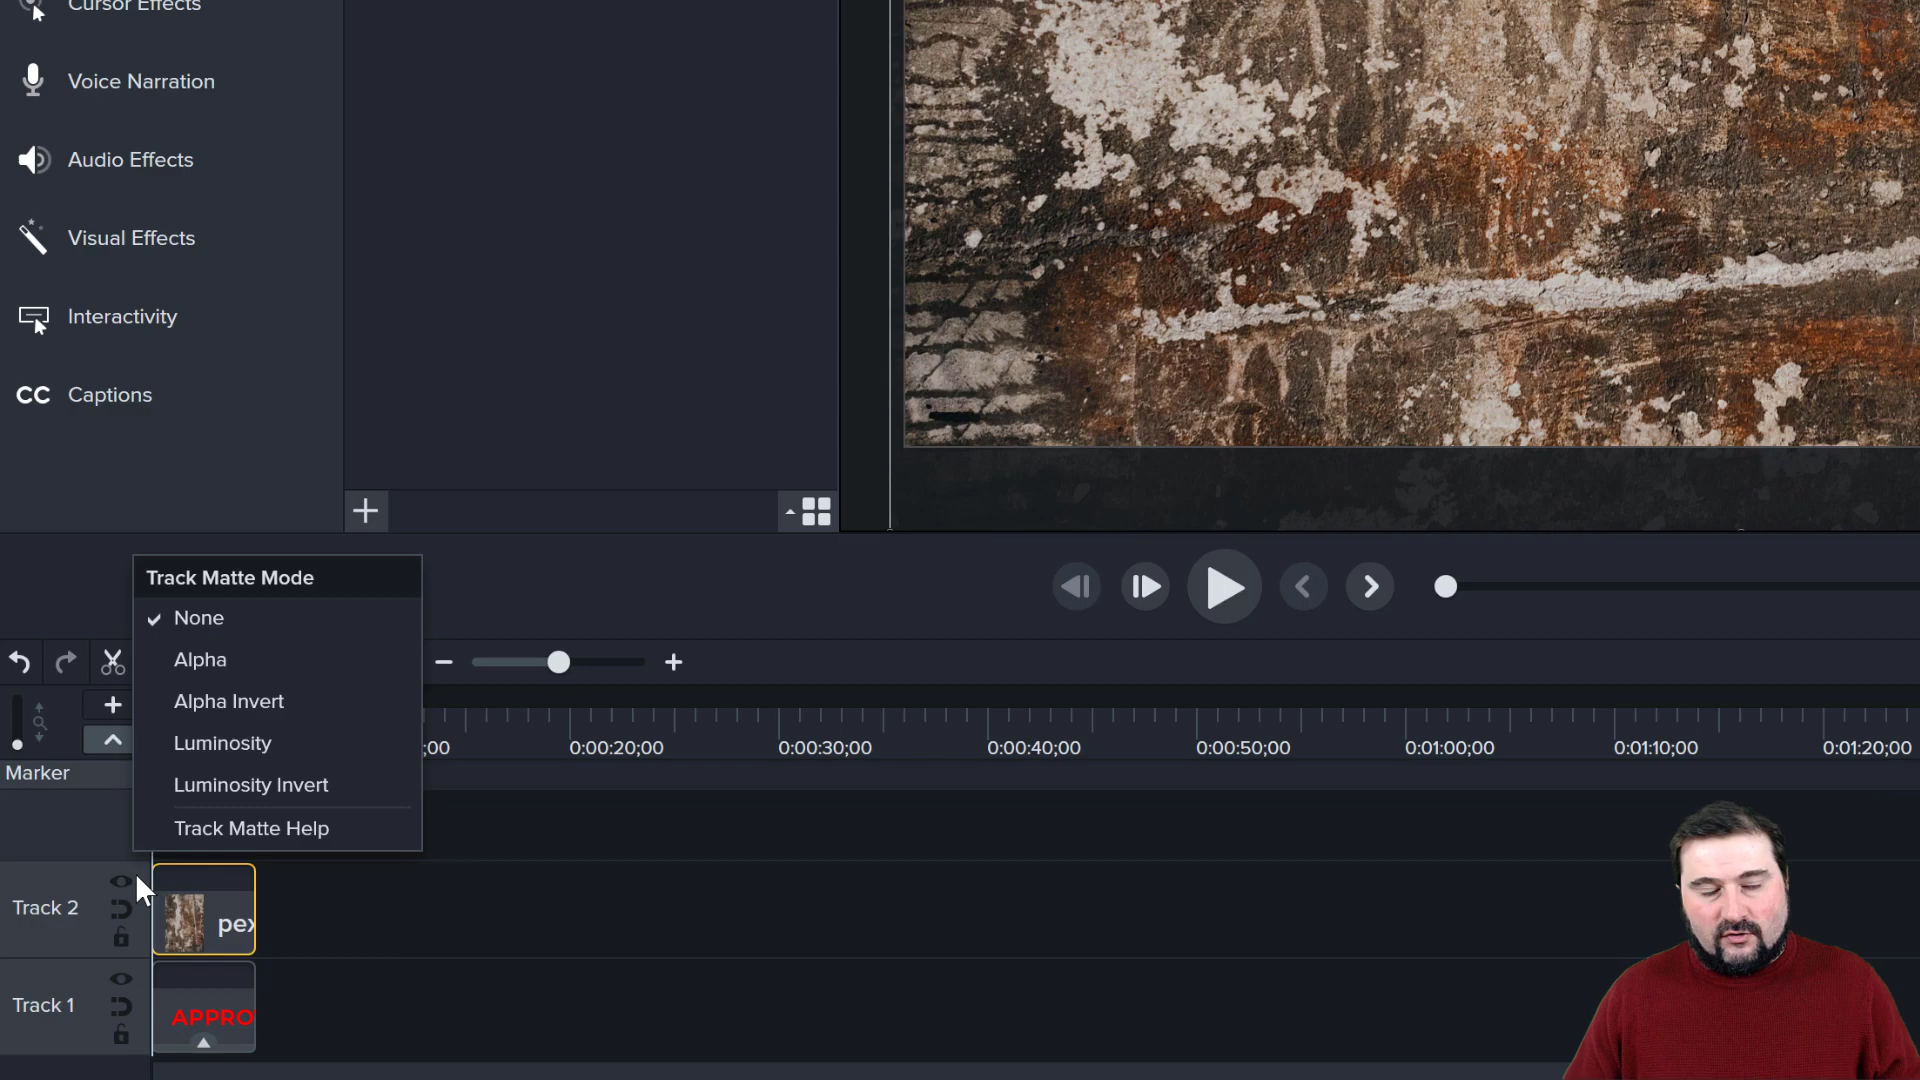 Cursor Effects
Voice Narration
Audio Effects
Visual Effects
Interactivity
CC Captions
Track Matte Mode
None
Alpha
Alpha Invert
Luminosity
Luminosity Invert
Track Matte Help
;00 0:00:20;00 0:00:30;00 0:00:40;00 0:00:50;00 0:01:00;00 0:01:10;00 0:01:20;00
Marker
Track 2
pex
Track 1
APPRO